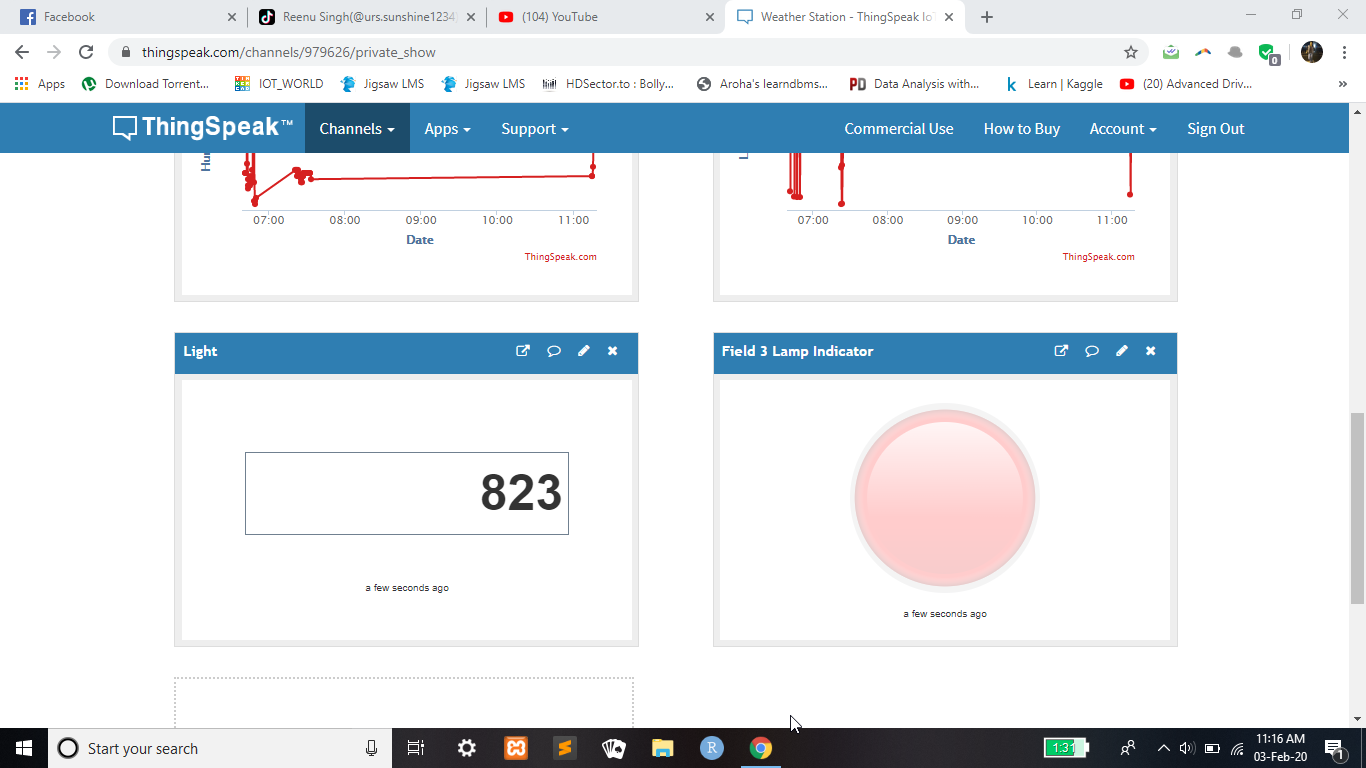 Facebook
Reenu Singh(@urs.sunshine1234
(104) YouTube
Weather Station - ThingSpeak Io
thingspeak.com/channels/979626/private_show
0
Apps
Download Torrent...
IOT_WORLD
Jigsaw LMS
Jigsaw LMS
HDSector.to : Bolly...
Aroha's learndbms...
PD
Data Analysis with...
k
Learn | Kaggle
(20) Advanced Driv...
»
ThingSpeak™
Channels
Apps
Support
Commercial Use
How to Buy
Account
Sign Out
Hu
07:00
08:00
09:00
10:00
11:00
Date
ThingSpeak.com
L
07:00
08:00
09:00
10:00
11:00
Date
ThingSpeak.com
Light
823
a few seconds ago
Field 3 Lamp Indicator
a few seconds ago
Start your search
R
1:31
11:16 AM
03-Feb-20
1